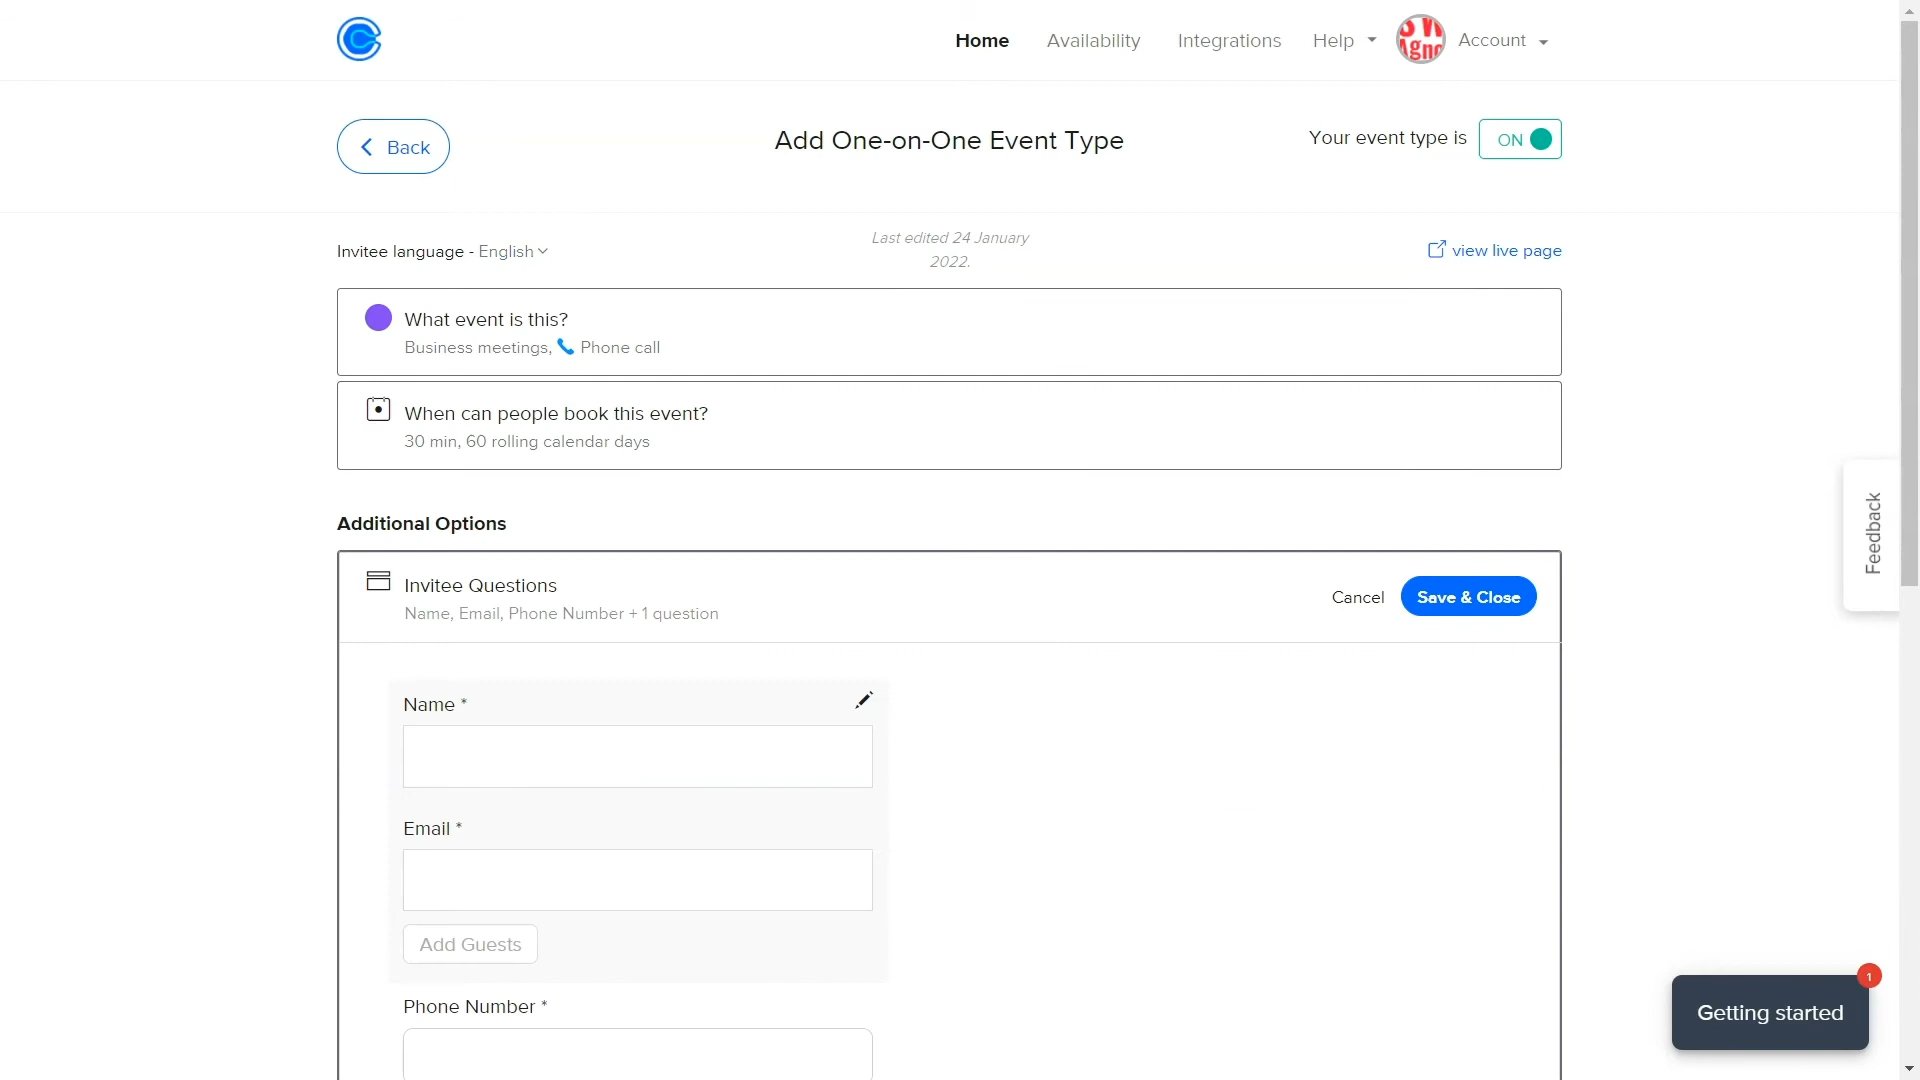 Home
Availability
Integrations
Help
Account
Back
Add One-on-One Event Type
Your event type is
ON
Invitee language - English
Last edited 24 January
2022.
view live page
What event is this?
Business meetings, Phone call
When can people book this event?
30 min, 60 rolling calendar days
Additional Options
Invitee Questions
Name, Email, Phone Number + 1 question
Cancel
Save & Close
Name *
Email *
Add Guests
Phone Number *
Feedback
1
Getting started